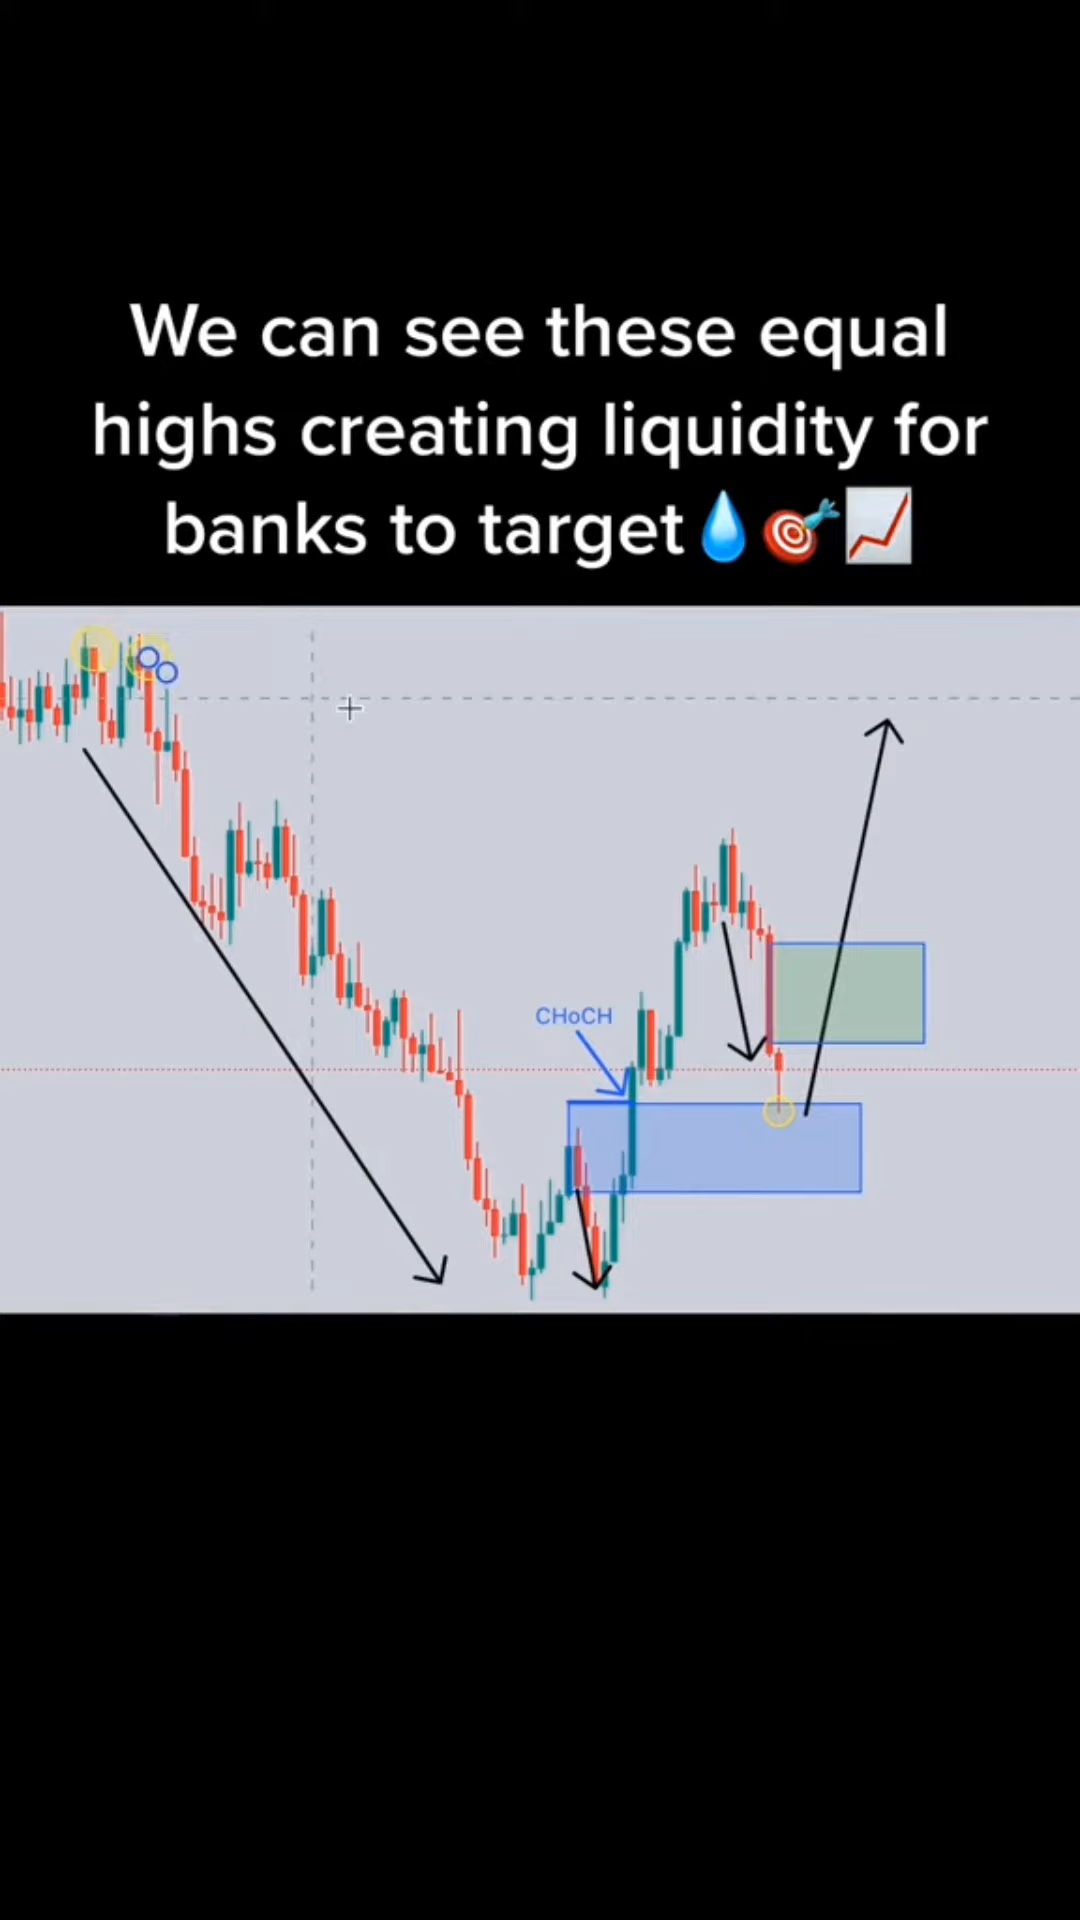 We can see these equal
highs creating liquidity for
banks to target💧🎯📈
CHoCH